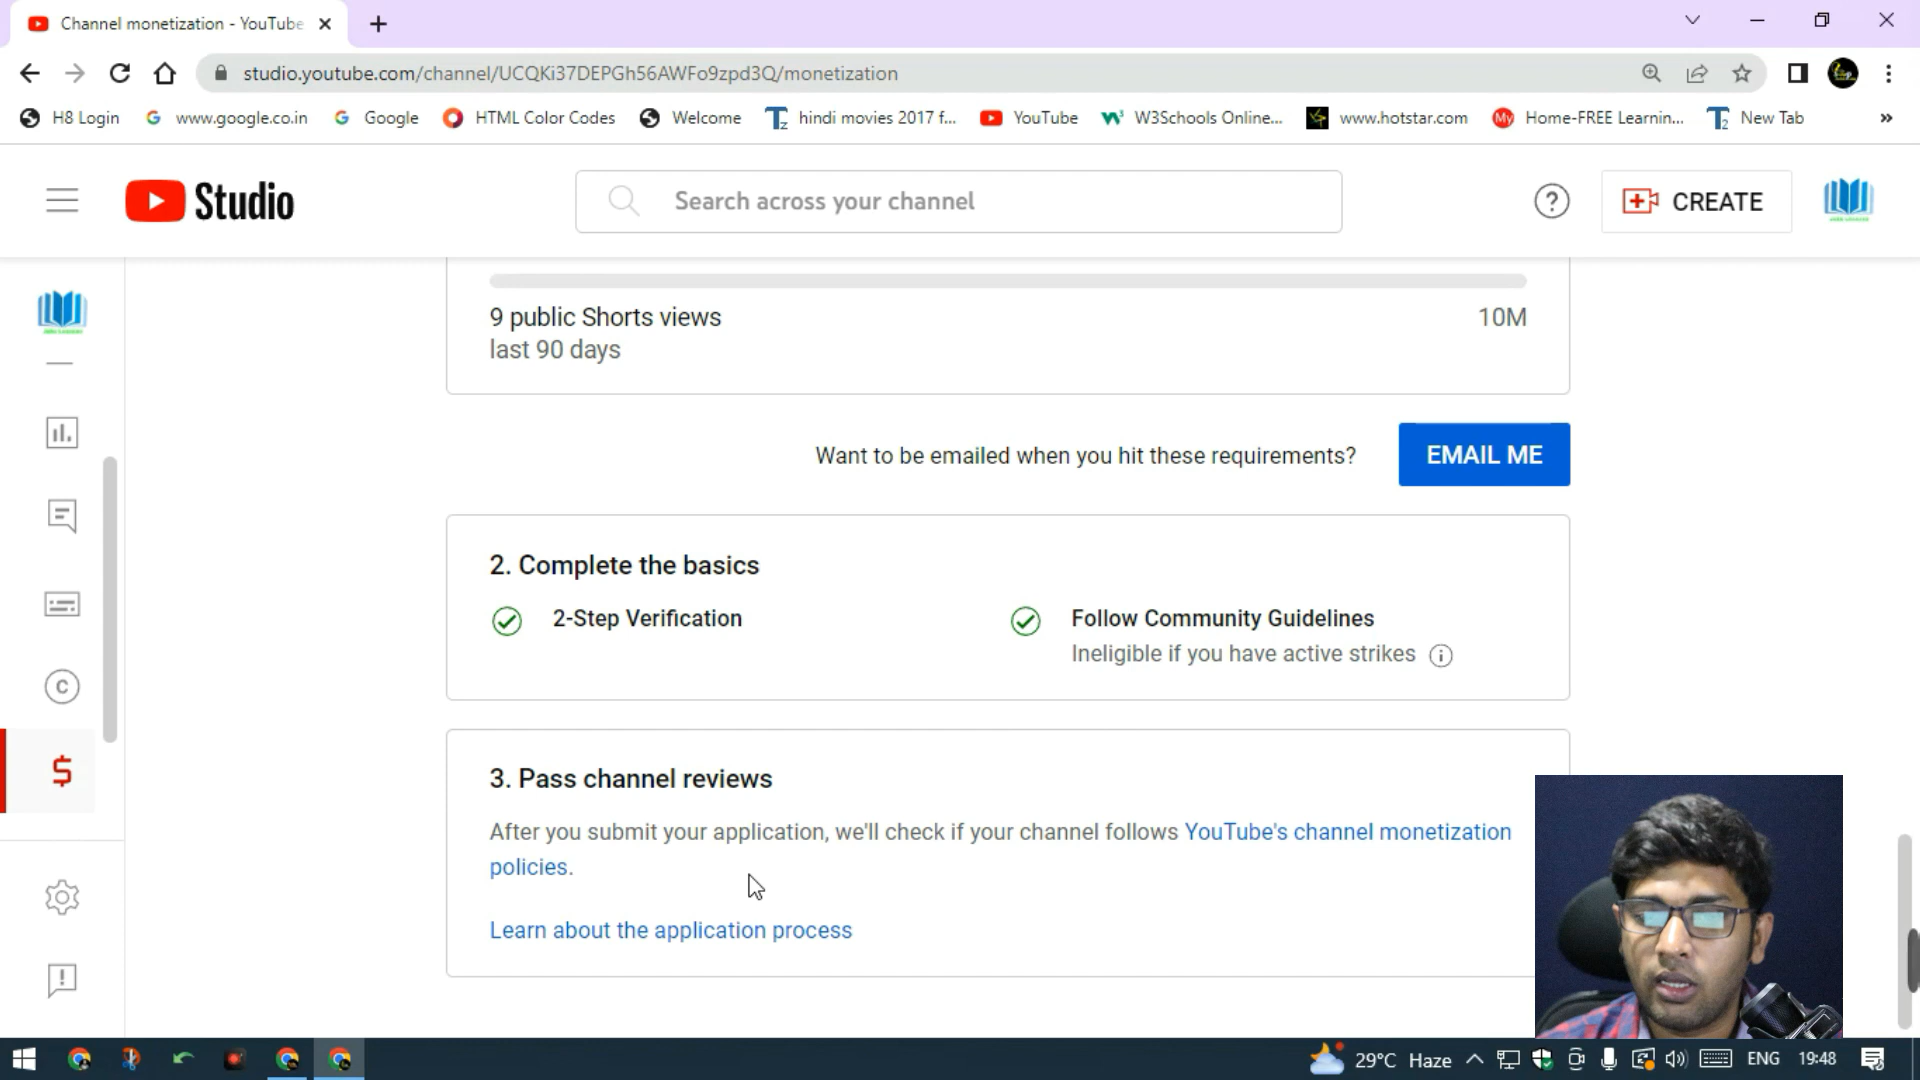 Channel monetization - YouTube
studio.youtube.com/channel/UCQKi37DEPGh56AWFo9zpd3Q/monetization
H8 Login www.google.co.in Google HTML Color Codes Welcome hindi movies 2017 f... YouTube W3Schools Online... www.hotstar.com Home-FREE Learnin... New Tab
Studio
Search across your channel
CREATE
9 public Shorts views 10M
last 90 days
Want to be emailed when you hit these requirements? EMAIL ME
2. Complete the basics
2-Step Verification Follow Community Guidelines
Ineligible if you have active strikes
3. Pass channel reviews
After you submit your application, we'll check if your channel follows YouTube's channel monetization
policies.
Learn about the application process
29°C Haze ENG 19:48